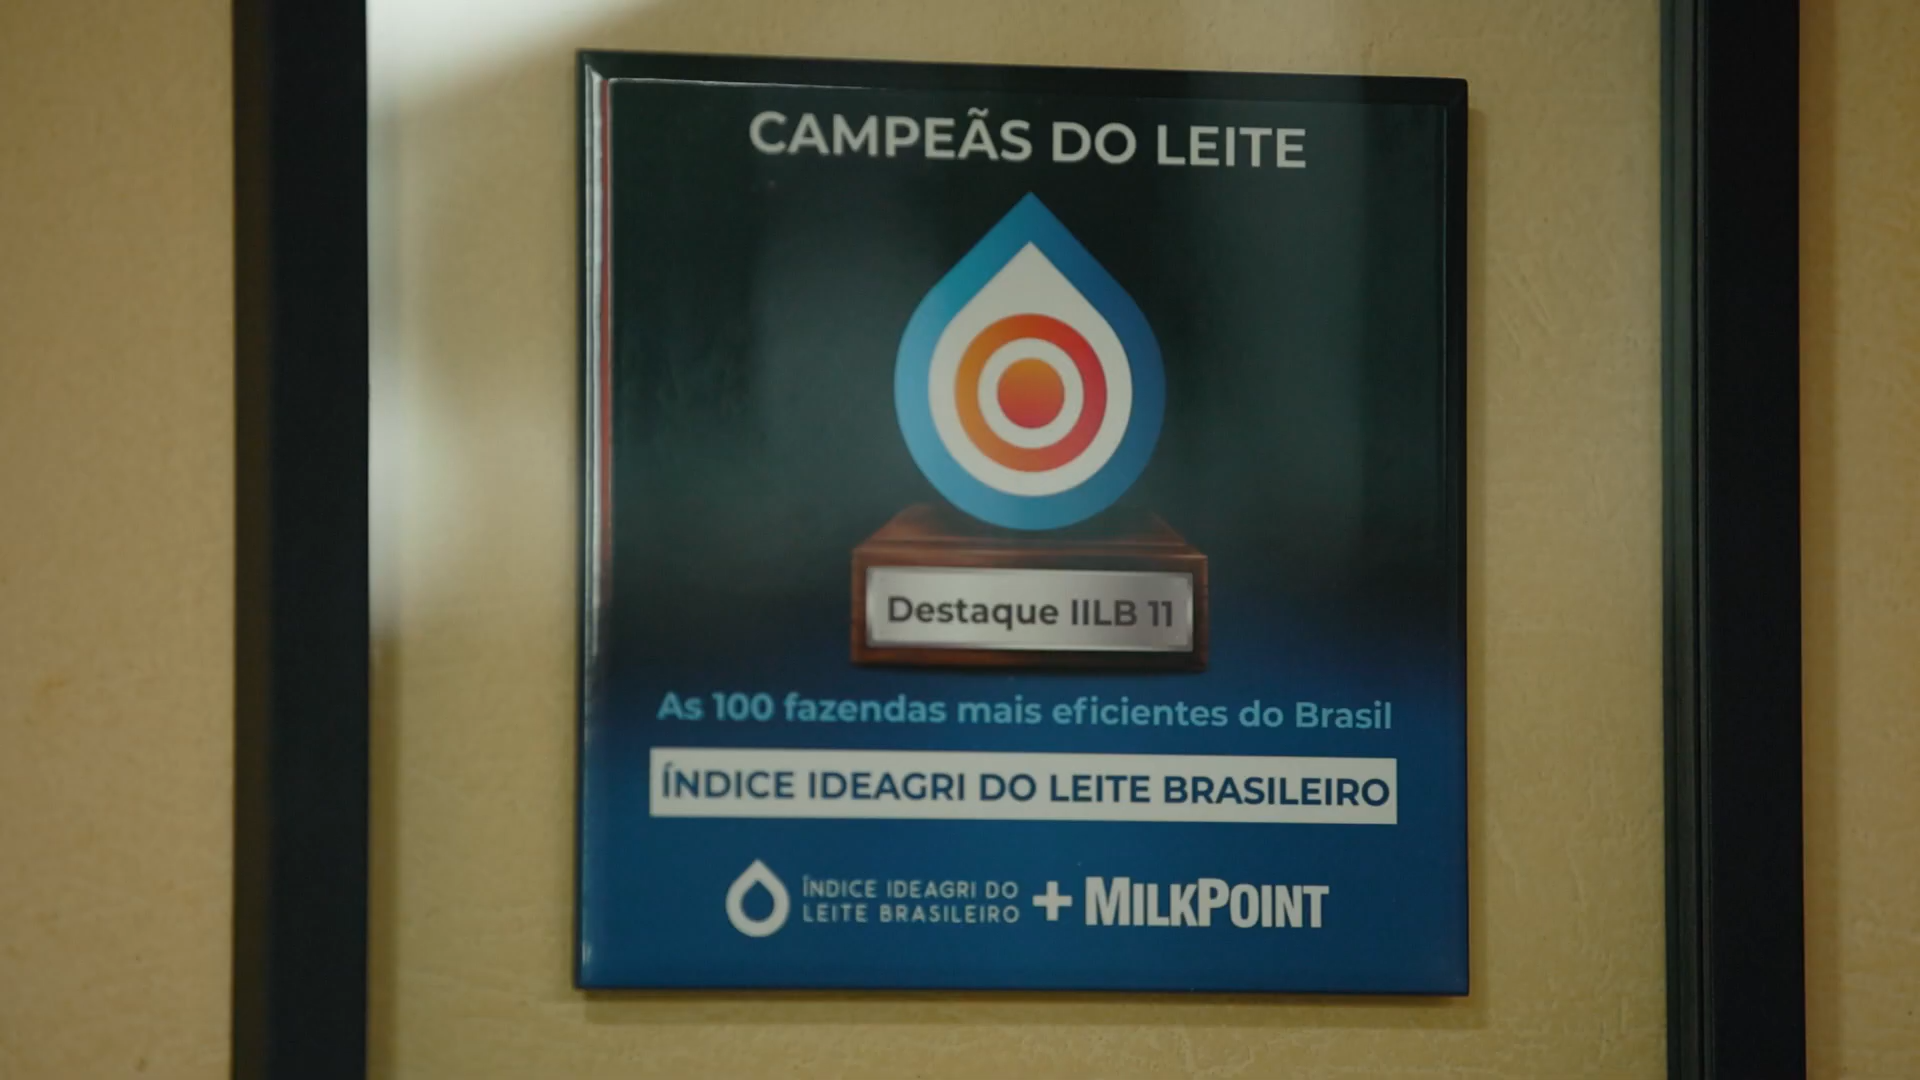 CAMPEÃS DO LEITE
Destaque IILB 11
As 100 fazendas mais eficientes do Brasil
ÍNDICE IDEAGRI DO LEITE BRASILEIRO
ÍNDICE IDEAGRI DO
LEITE BRASILEIRO
+ MILKPOINT